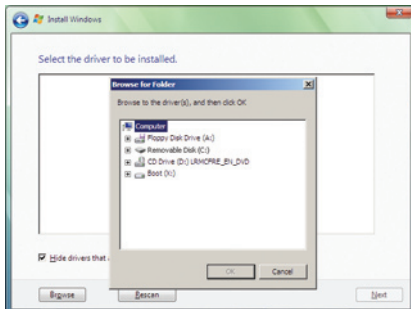 Install Windows
Select the driver to be installed.
Browse for Folder
Browse to the driver(s), and then click OK
Computer
Floppy Disk Drive (A:)
Removable Disk (C:)
CD Drive (D:) LRMCFRE_EN_DVD
Boot (X:)
Hide drivers that
OK
Cancel
Browse
Rescan
Next